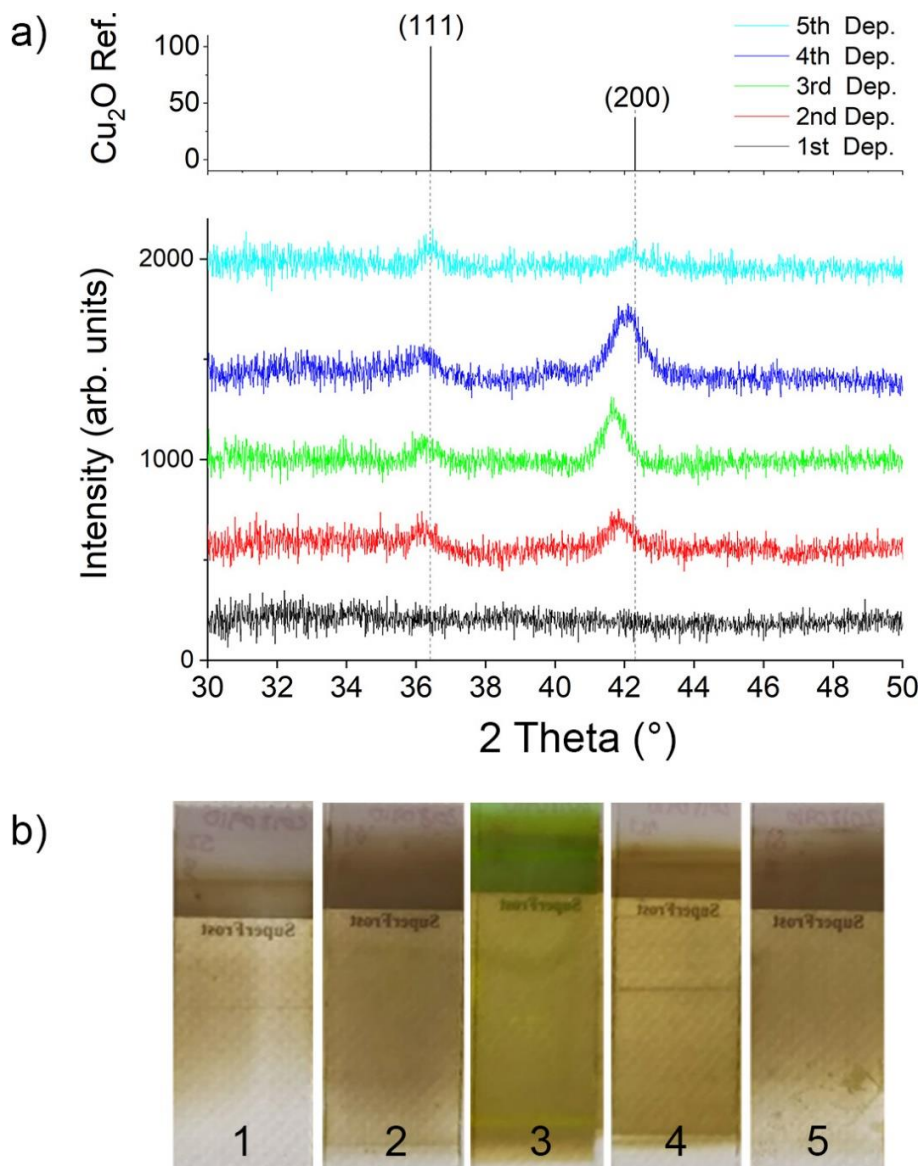 a)
(111)
(200)
5th Dep.
4th Dep.
3rd Dep.
2nd Dep.
1st Dep.
100
50
0
Cu₂O Ref.
2000
1000
0
Intensity (arb. units)
30 32 34 36 38 40 42 44 46 48 50
2 Theta (°)
b)
SuperFrost
SuperFrost
SuperFrost
SuperFrost
SuperFrost
1 2 3 4 5